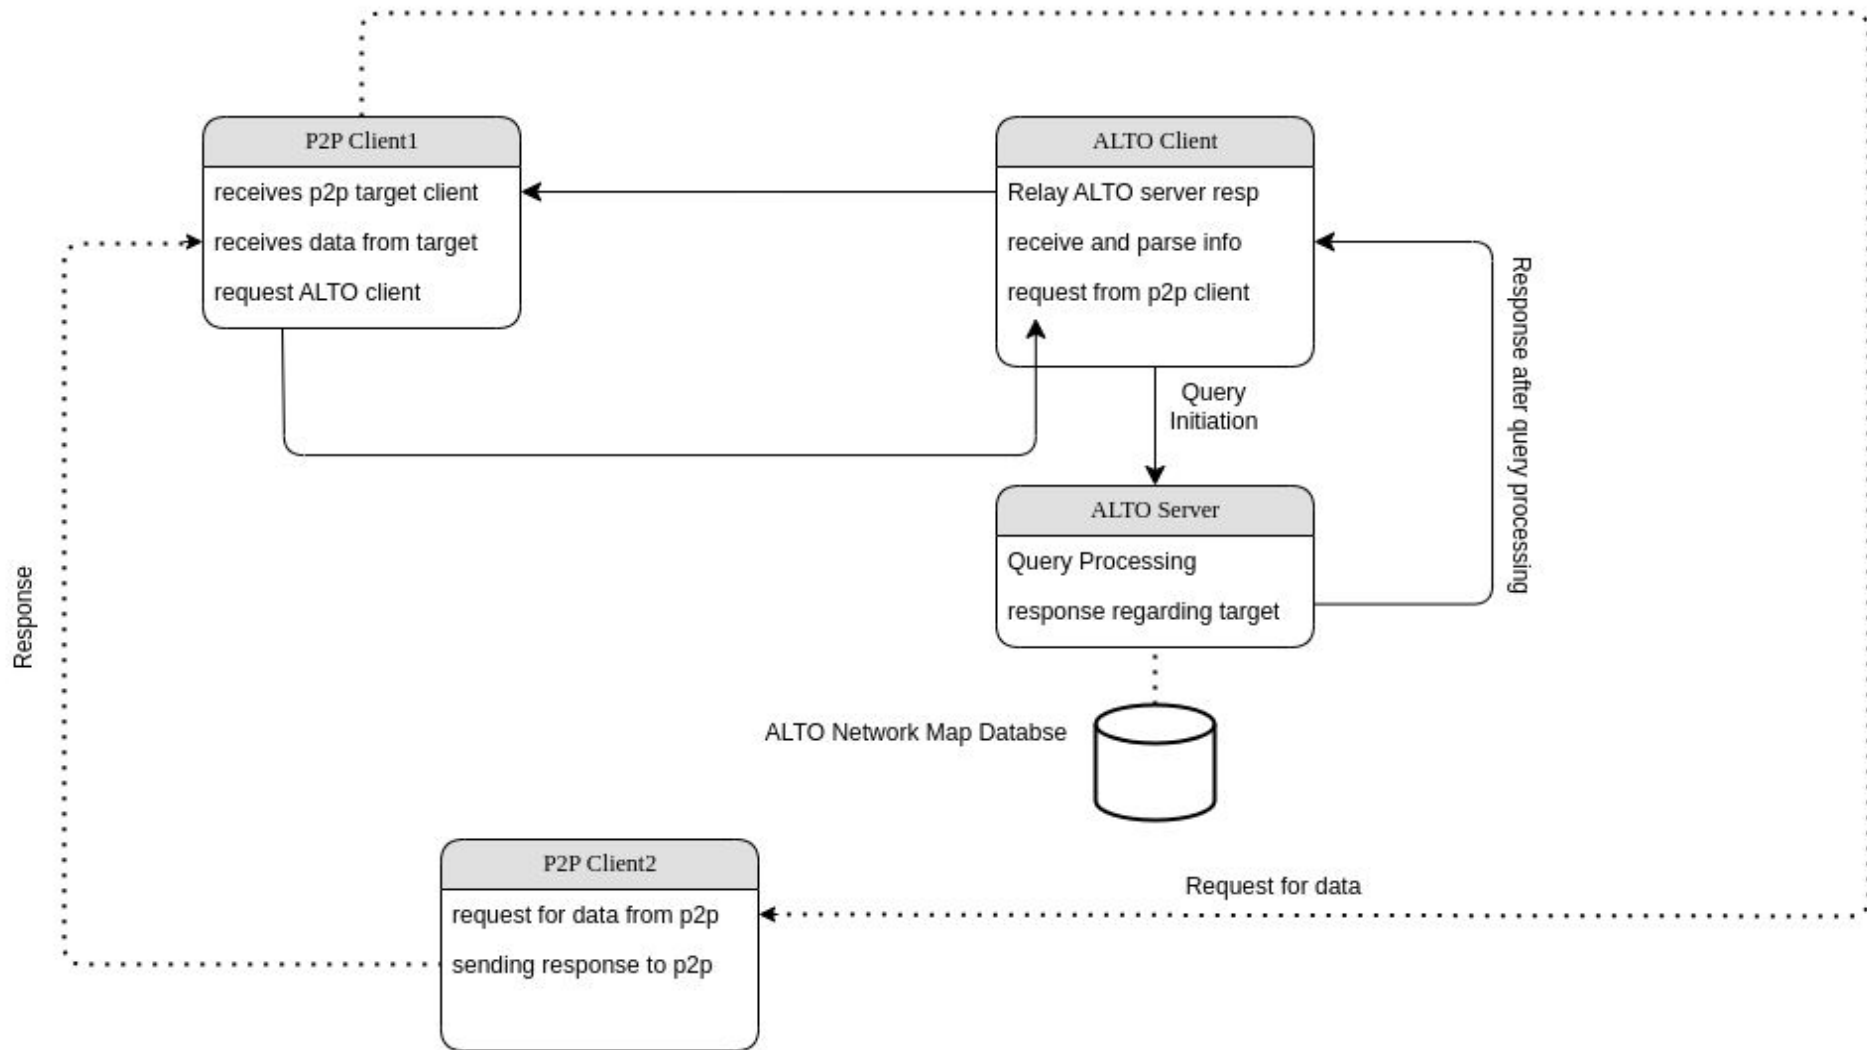 P2P Client1
receives p2p target client
receives data from target
request ALTO client
ALTO Client
Relay ALTO server resp
receive and parse info
request from p2p client
Query
Initiation
Response after query processing
ALTO Server
Query Processing
response regarding target
Response
ALTO Network Map Databse
P2P Client2
request for data from p2p
sending response to p2p
Request for data